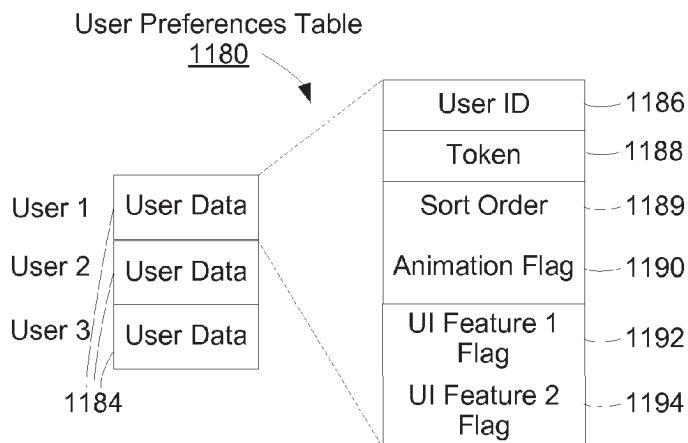 User Preferences Table
1180
User ID
1186
Token
1188
User 1
User Data
Sort Order
1189
User 2
User Data
Animation Flag
1190
User 3
User Data
UI Feature 1
Flag
1192
1184
UI Feature 2
Flag
1194